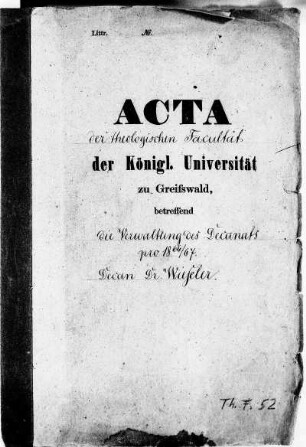 Littr. №.
ACTA
der theologischen Facultät
der Königl. Universität
zu Greifswald,
betreffend
die Verwaltung des Decanats
pro 1866/67.
Decan Dr. Wieseler.
Th. F. 52